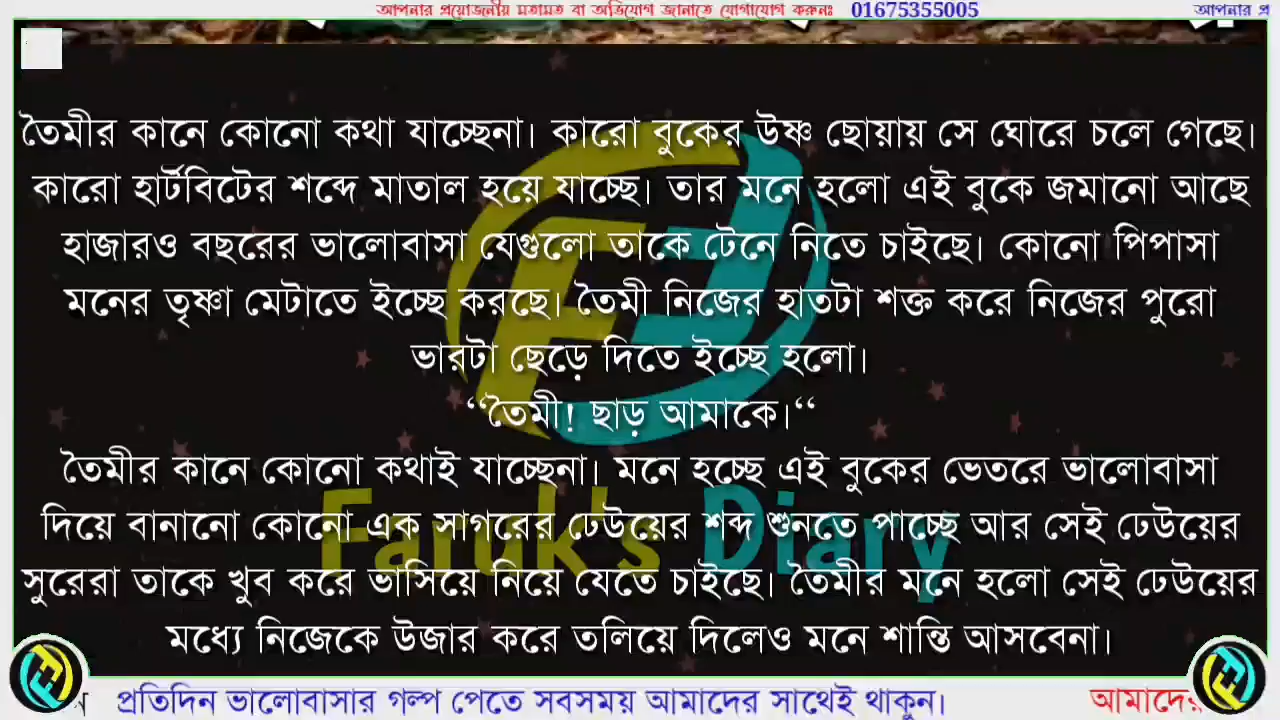 আপনার প্রয়োজনীয় মতামত বা অভিযোগ জানাতে যোগাযোগ করুনঃ 01675355005 আপনার প্র
তৈমীর কানে কোনো কথা যাচ্ছেনা। কারো বুকের উষ্ণ ছোয়ায় সে ঘোরে চলে গেছে।
কারো হার্টবিটের শব্দে মাতাল হয়ে যাচ্ছে। তার মনে হলো এই বুকে জমানো আছে
হাজারও বছরের ভালোবাসা যেগুলো তাকে টেনে নিতে চাইছে। কোনো পিপাসা
মনের তৃষ্ণা মেটাতে ইচ্ছে করছে। তৈমী নিজের হাতটা শক্ত করে নিজের পুরো
ভারটা ছেড়ে দিতে ইচ্ছে হলো।
“তৈমী! ছাড় আমাকে।“
তৈমীর কানে কোনো কথাই যাচ্ছেনা। মনে হচ্ছে এই বুকের ভেতরে ভালোবাসা
দিয়ে বানানো কোনো এক সাগরের ঢেউয়ের শব্দ শুনতে পাচ্ছে আর সেই ঢেউয়ের
সুরেরা তাকে খুব করে ভাসিয়ে নিয়ে যেতে চাইছে। তৈমীর মনে হলো সেই ঢেউয়ের
মধ্যে নিজেকে উজার করে তলিয়ে দিলেও মনে শান্তি আসবেনা।
Faruk's Diary
প্রতিদিন ভালোবাসার গল্প পেতে সবসময় আমাদের সাথেই থাকুন। আমাদের